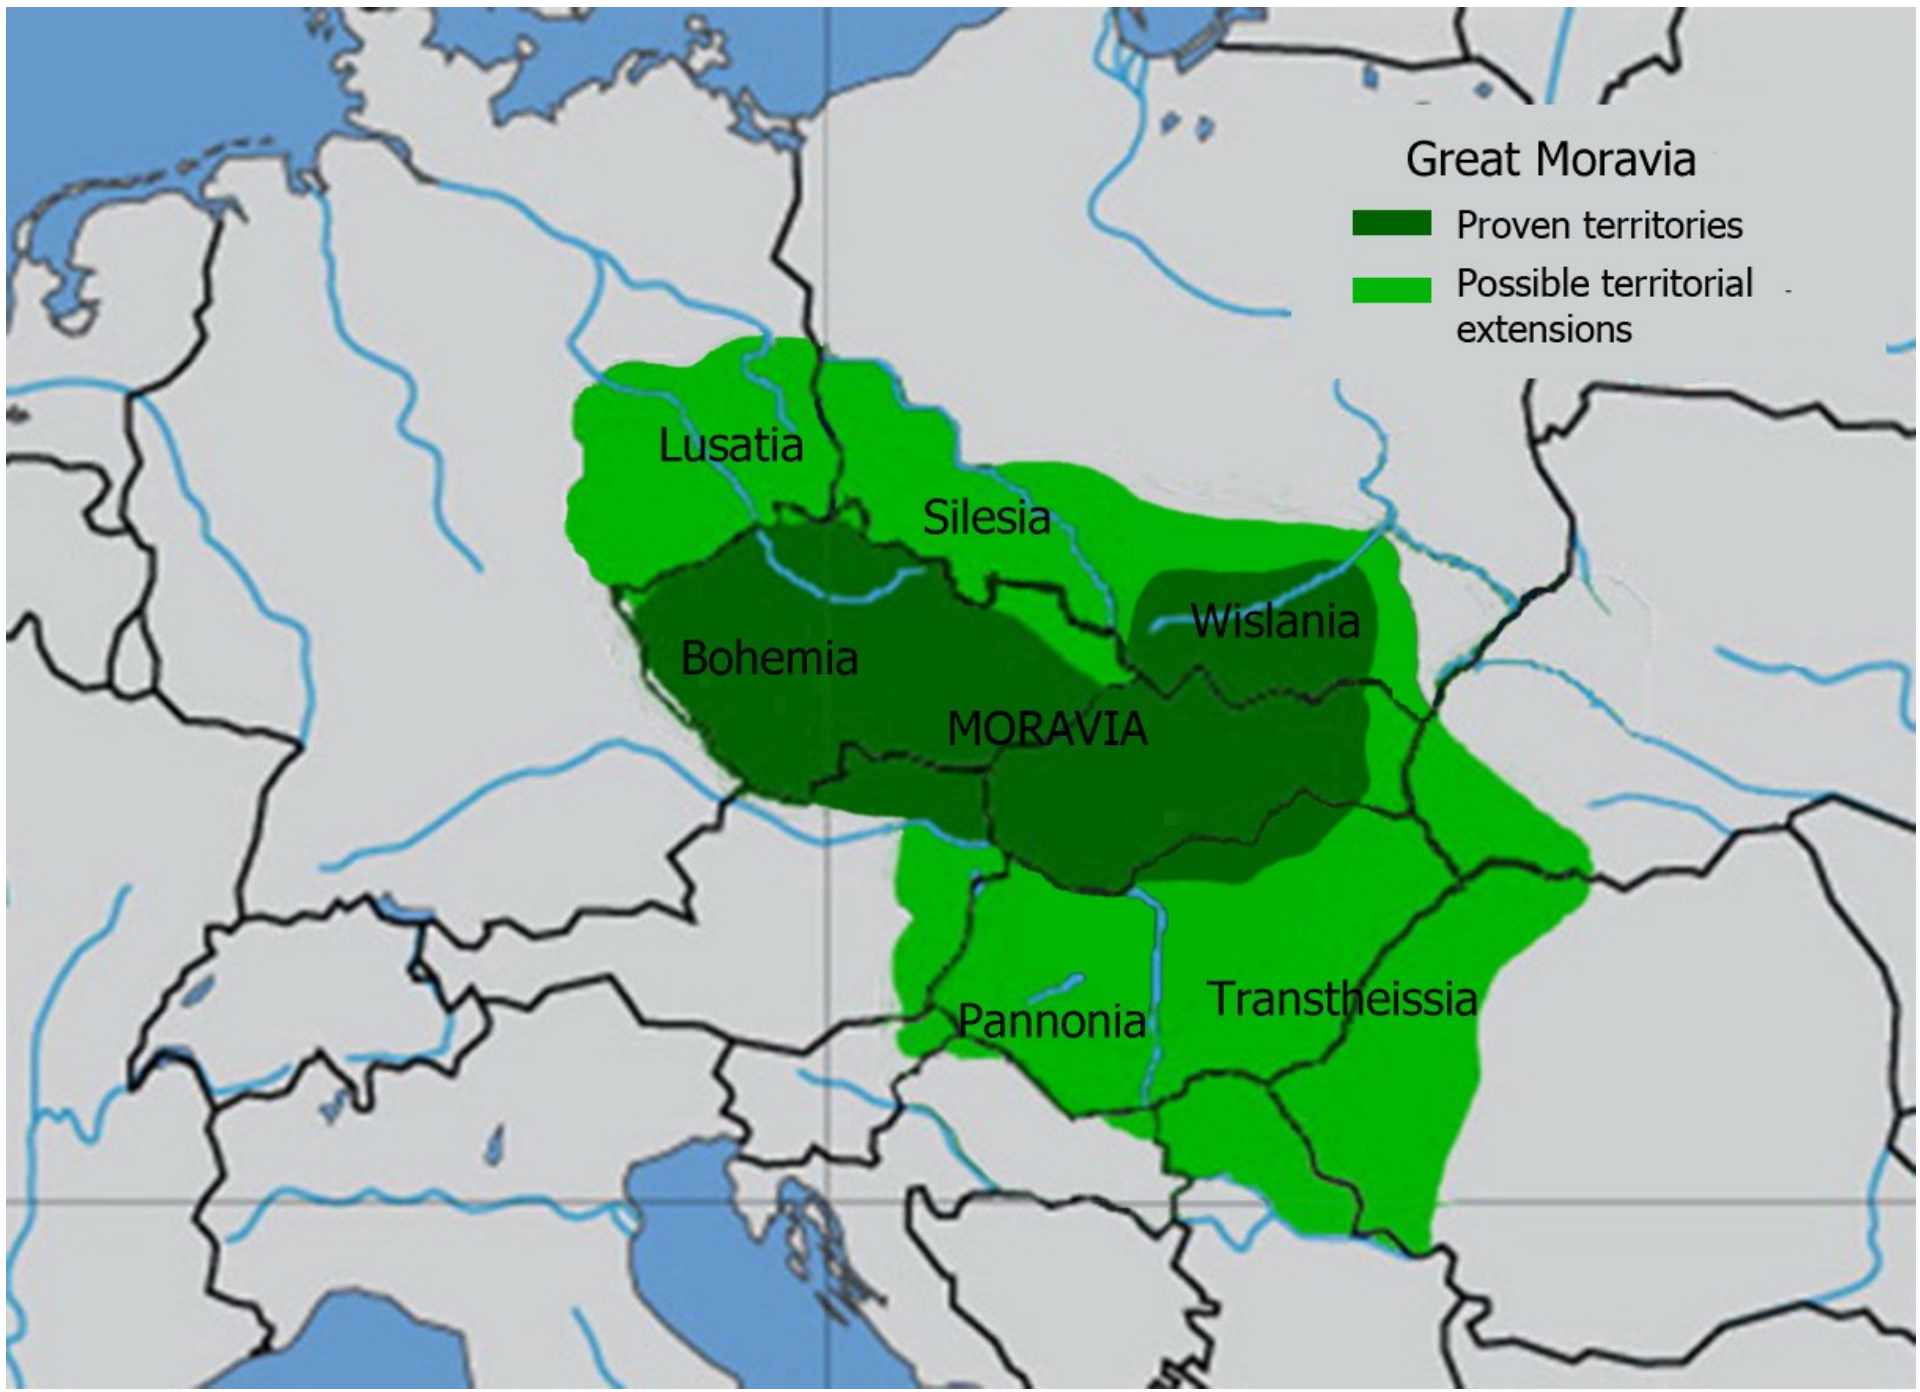 Great Moravia
Proven territories
Possible territorial
extensions
Lusatia
Silesia
Wislania
Bohemia
MORAVIA
Transtheissia
Pannonia